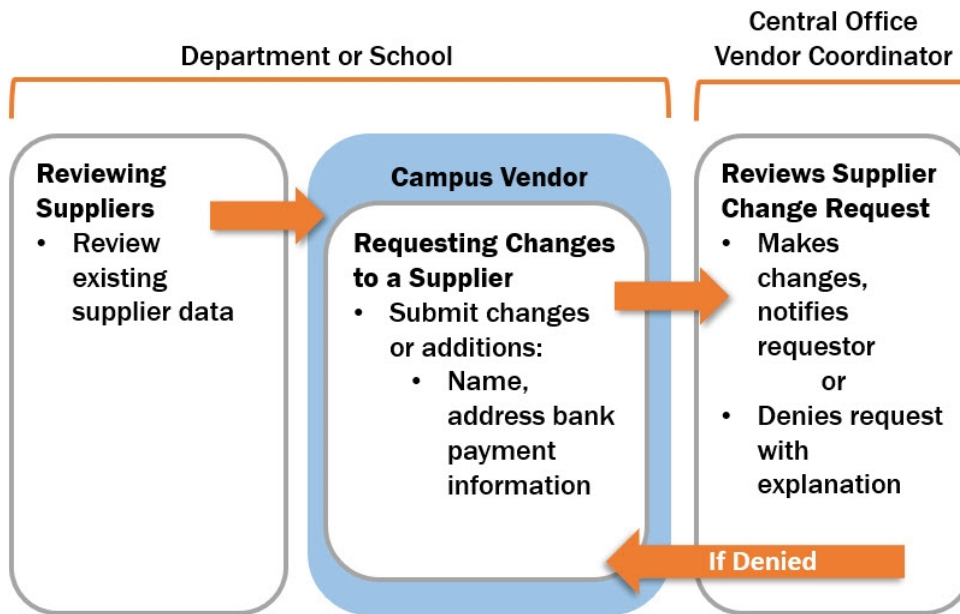 Department or School
Central Office
Vendor Coordinator
Reviewing
Suppliers
• Review
existing
supplier data
Campus Vendor
Requesting Changes
to a Supplier
• Submit changes
or additions:
• Name,
address bank
payment
information
Reviews Supplier
Change Request
• Makes
changes,
notifies
requestor
or
• Denies request
with
explanation
If Denied